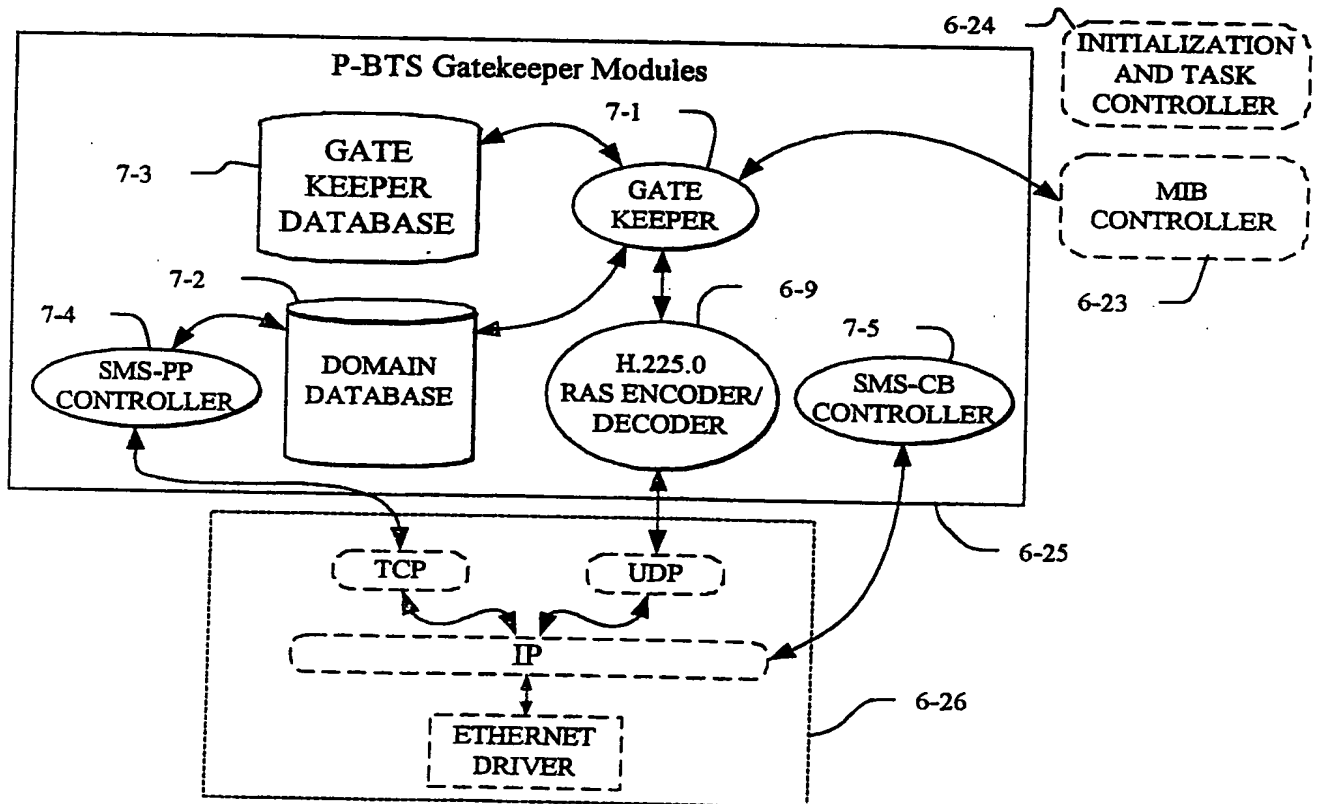 6-24
INITIALIZATION
AND TASK
CONTROLLER
P-BTS Gatekeeper Modules
7-1
7-3
GATE
KEEPER
DATABASE
GATE
KEEPER
MIB
CONTROLLER
6-23
7-2
6-9
7-4
7-5
SMS-PP
CONTROLLER
DOMAIN
DATABASE
H.225.0
RAS ENCODER/
DECODER
SMS-CB
CONTROLLER
6-25
TCP
UDP
IP
6-26
ETHERNET
DRIVER